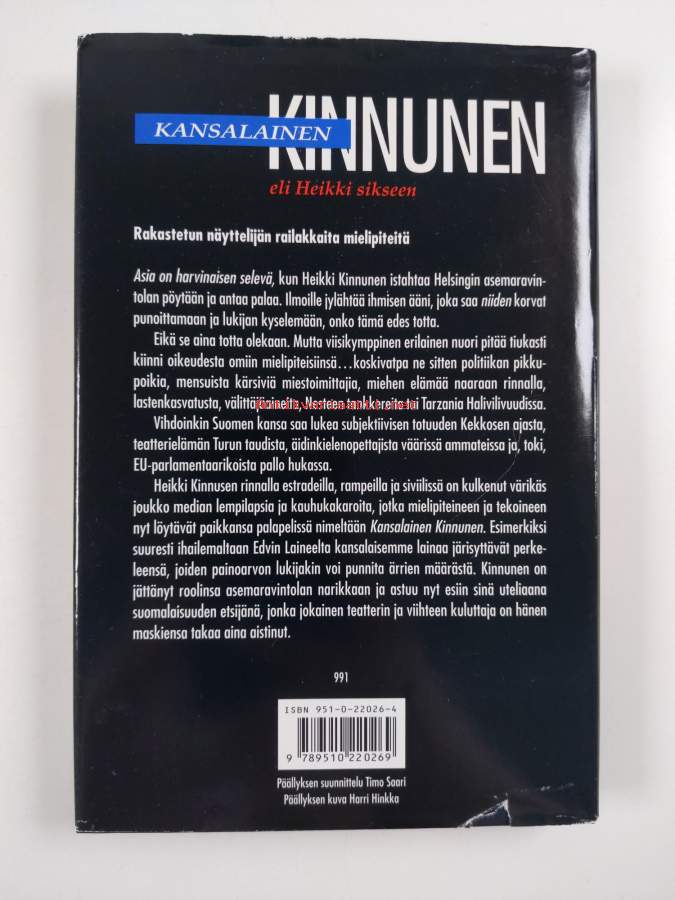 KANSALAINEN
KINNUNEN
eli Heikki sikseen
Rakastetun näyttelijän railakkaita mielipiteitä
Asia on harvinaisen selevä, kun Heikki Kinnunen istahtaa Helsingin asemaravin-
tolan pöytään ja antaa palaa. Ilmoille jylähtää ihmisen ääni, joka saa niiden korvat
punoittamaan ja lukijan kyselemään, onko tämä edes totta.
Eikä se aina totta olekaan. Mutta viisikymppinen erilainen nuori pitää tiukasti
kiinni oikeudesta omiin mielipiteisiinsä...koskivatpa ne sitten politiikan pikku-
poikia, mensuista kärsiviä miestoimittajia, miehen elämää naaraan rinnalla,
lastenkasvatusta, tai Tarzania Halivilivuudissa.
Vihdoinkin Suomen kansa saa lukea subjektiivisen totuuden Kekkosen ajasta,
teatterielämän Turun taudista, äidinkielenopettajista väärissä ammateissa ja, toki,
EU-parlamentaarikoista pallo hukassa.
Heikki Kinnusen rinnalla estradeilla, rampeilla ja siviilissä on kulkenut värikäs
joukko median lempilapsia ja kauhukakaroita, jotka mielipiteineen ja tekoineen
nyt löytävät paikkansa palapelissä nimeltään Kansalainen Kinnunen. Esimerkiksi
suuresti ihailemaltaan Edvin Laineelta kansalaisemme lainaa järisyttävät perke-
leensä, joiden painoarvon lukijakin voi punnita ärrien määrästä. Kinnunen on
jättänyt roolinsa asemaravintolan narikkaan ja astuu nyt esiin sinä uteliaana
suomalaisuuden etsijänä, jonka jokainen teatterin ja viihteen kuluttaja on hänen
maskiensa takaa aina aistinut.
991
ISBN 951-0-22026-4
9 789510 220269
Päällyksen suunnittelu Timo Saari
Päällyksen kuva Harri Hinkka